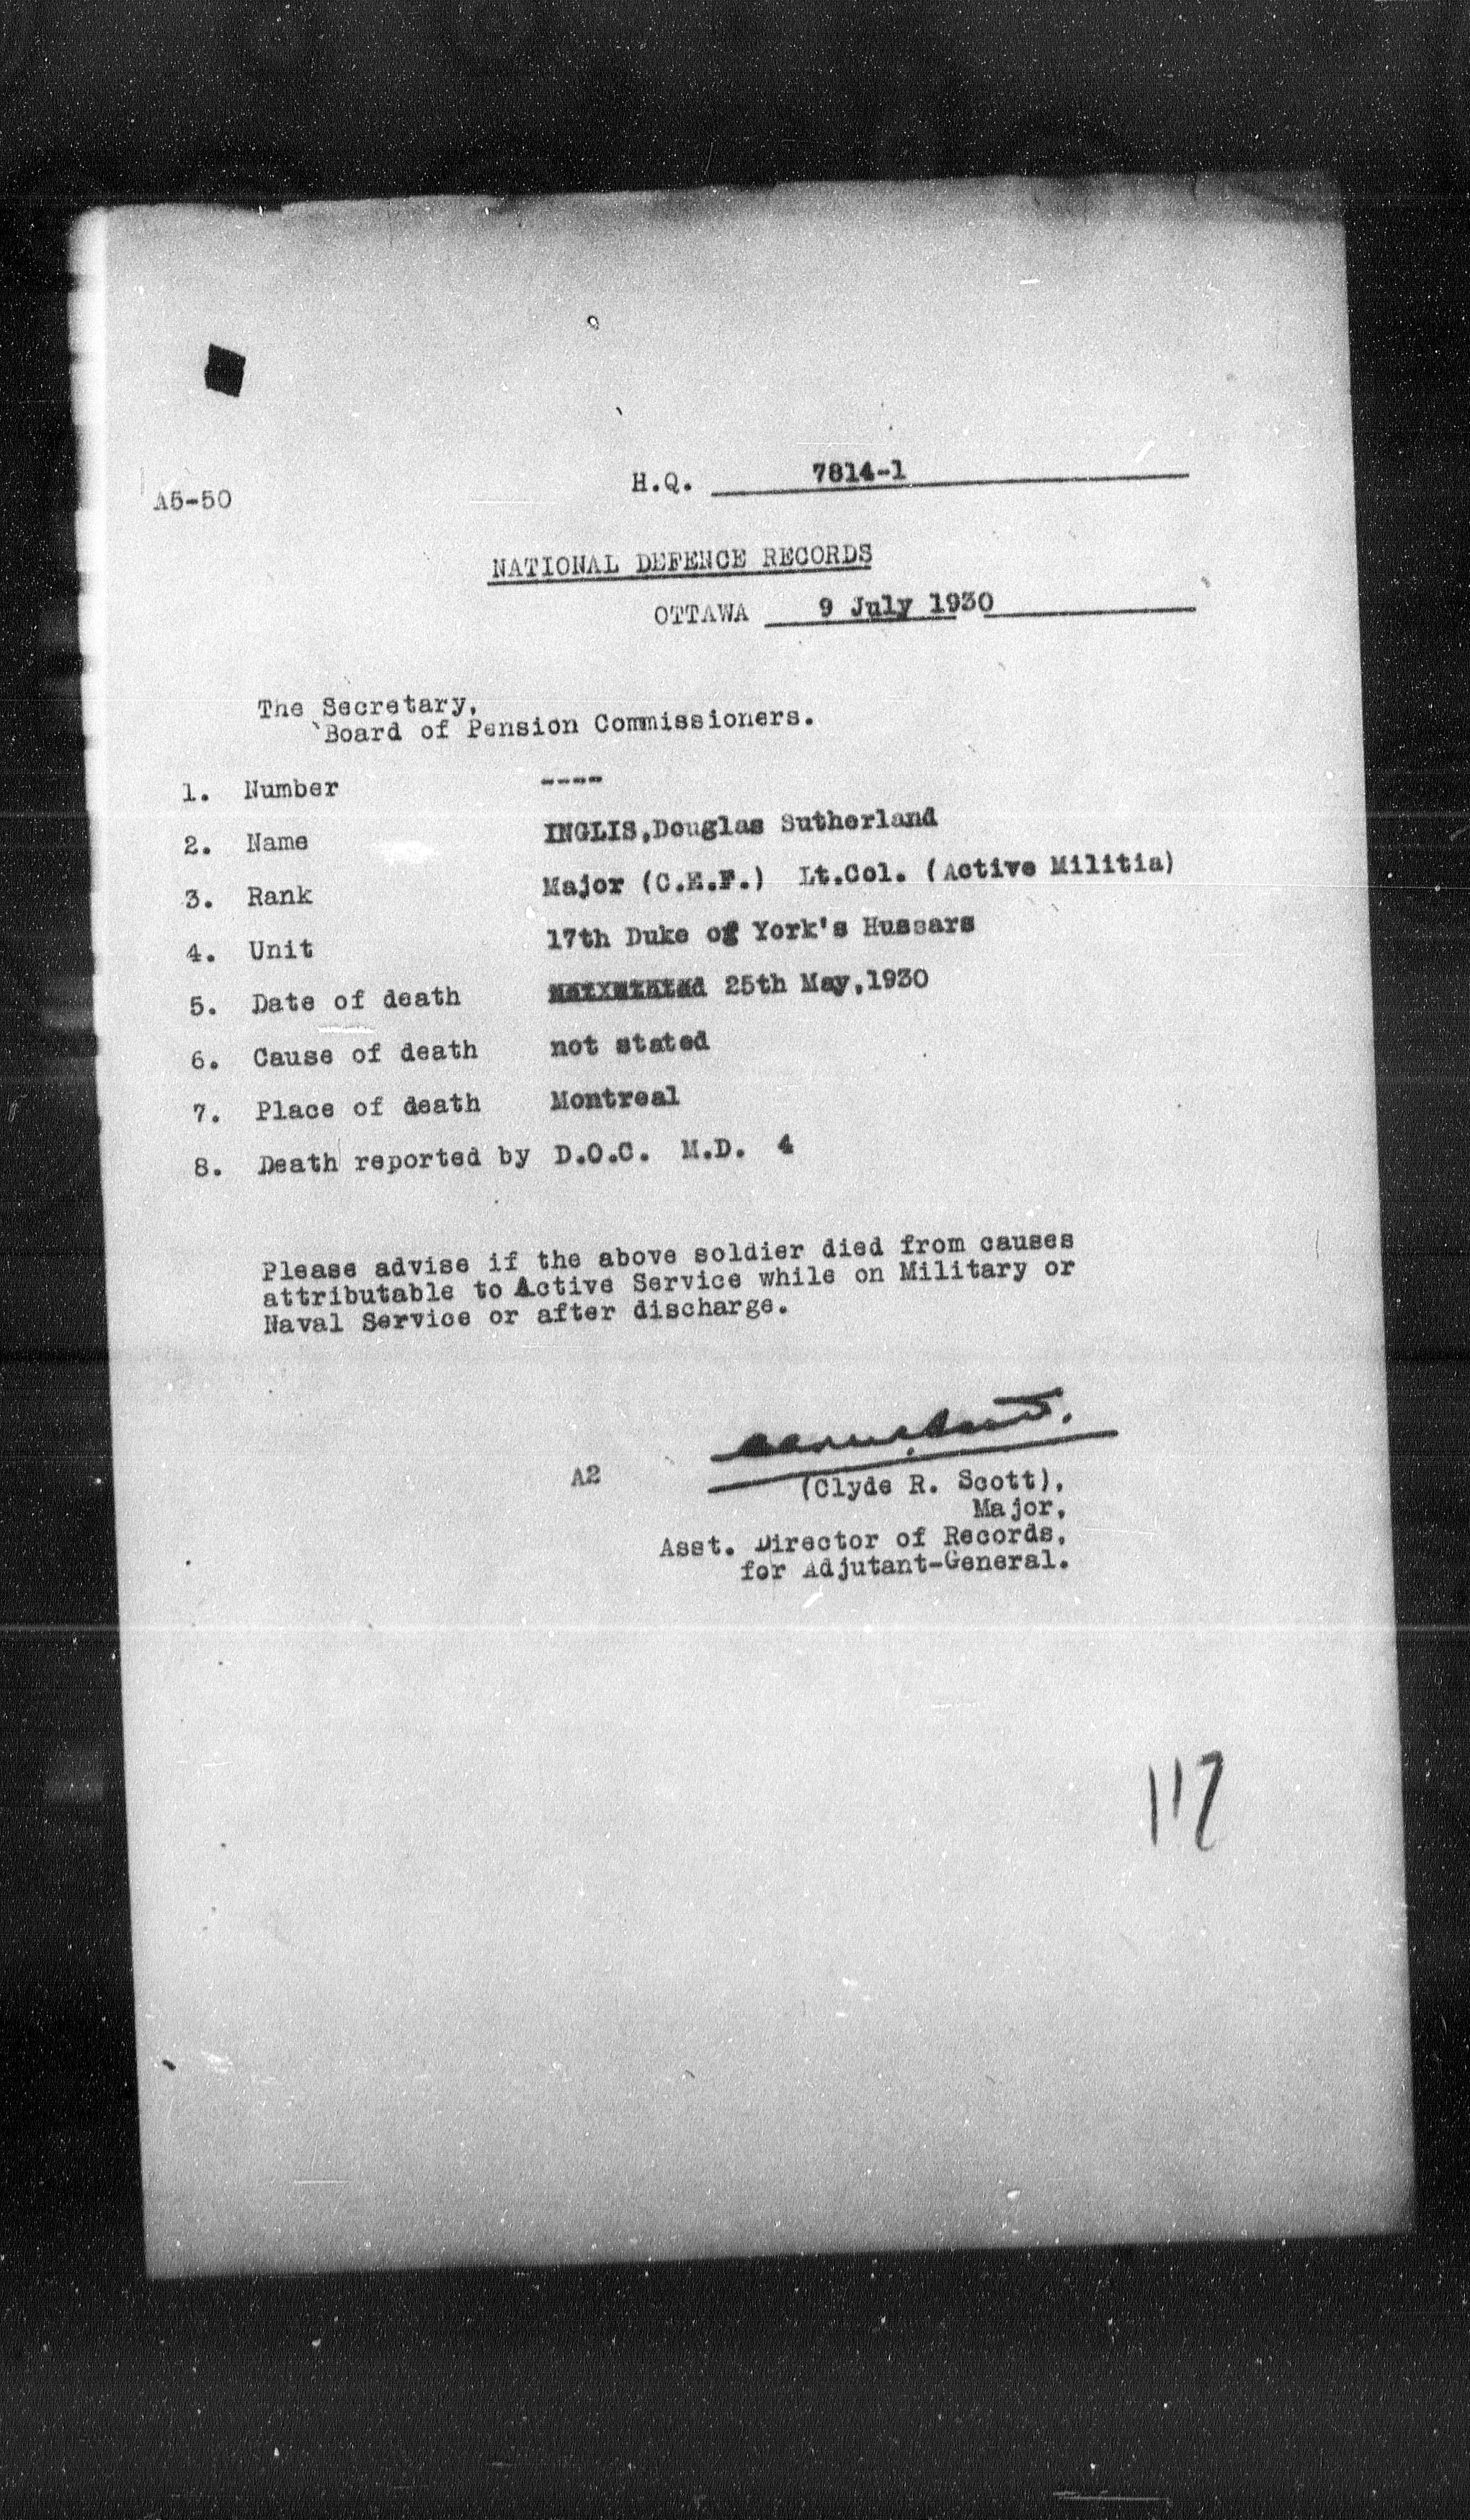 H.Q. 7814-1
A5-50
NATIONAL DEFENCE RECORDS
OTTAWA 9 July 1930
The Secretary,
Board of Pension Commissioners.
1. Number ----
2. Name INGLIS,Douglas Sutherland
3. Rank Major (C.E.F.) Lt.Col. (Active Militia)
4. Unit 17th Duke of York's Hussars
5. Date of death 25th May,1930
6. Cause of death not stated
7. Place of death Montreal
8. Death reported by D.O.C. M.D. 4
Please advise if the above soldier died from causes
attributable to Active Service while on Military or
Naval Service or after discharge.
A2
(Clyde R. Scott),
Major,
Asst. Director of Records,
for Adjutant-General.
117